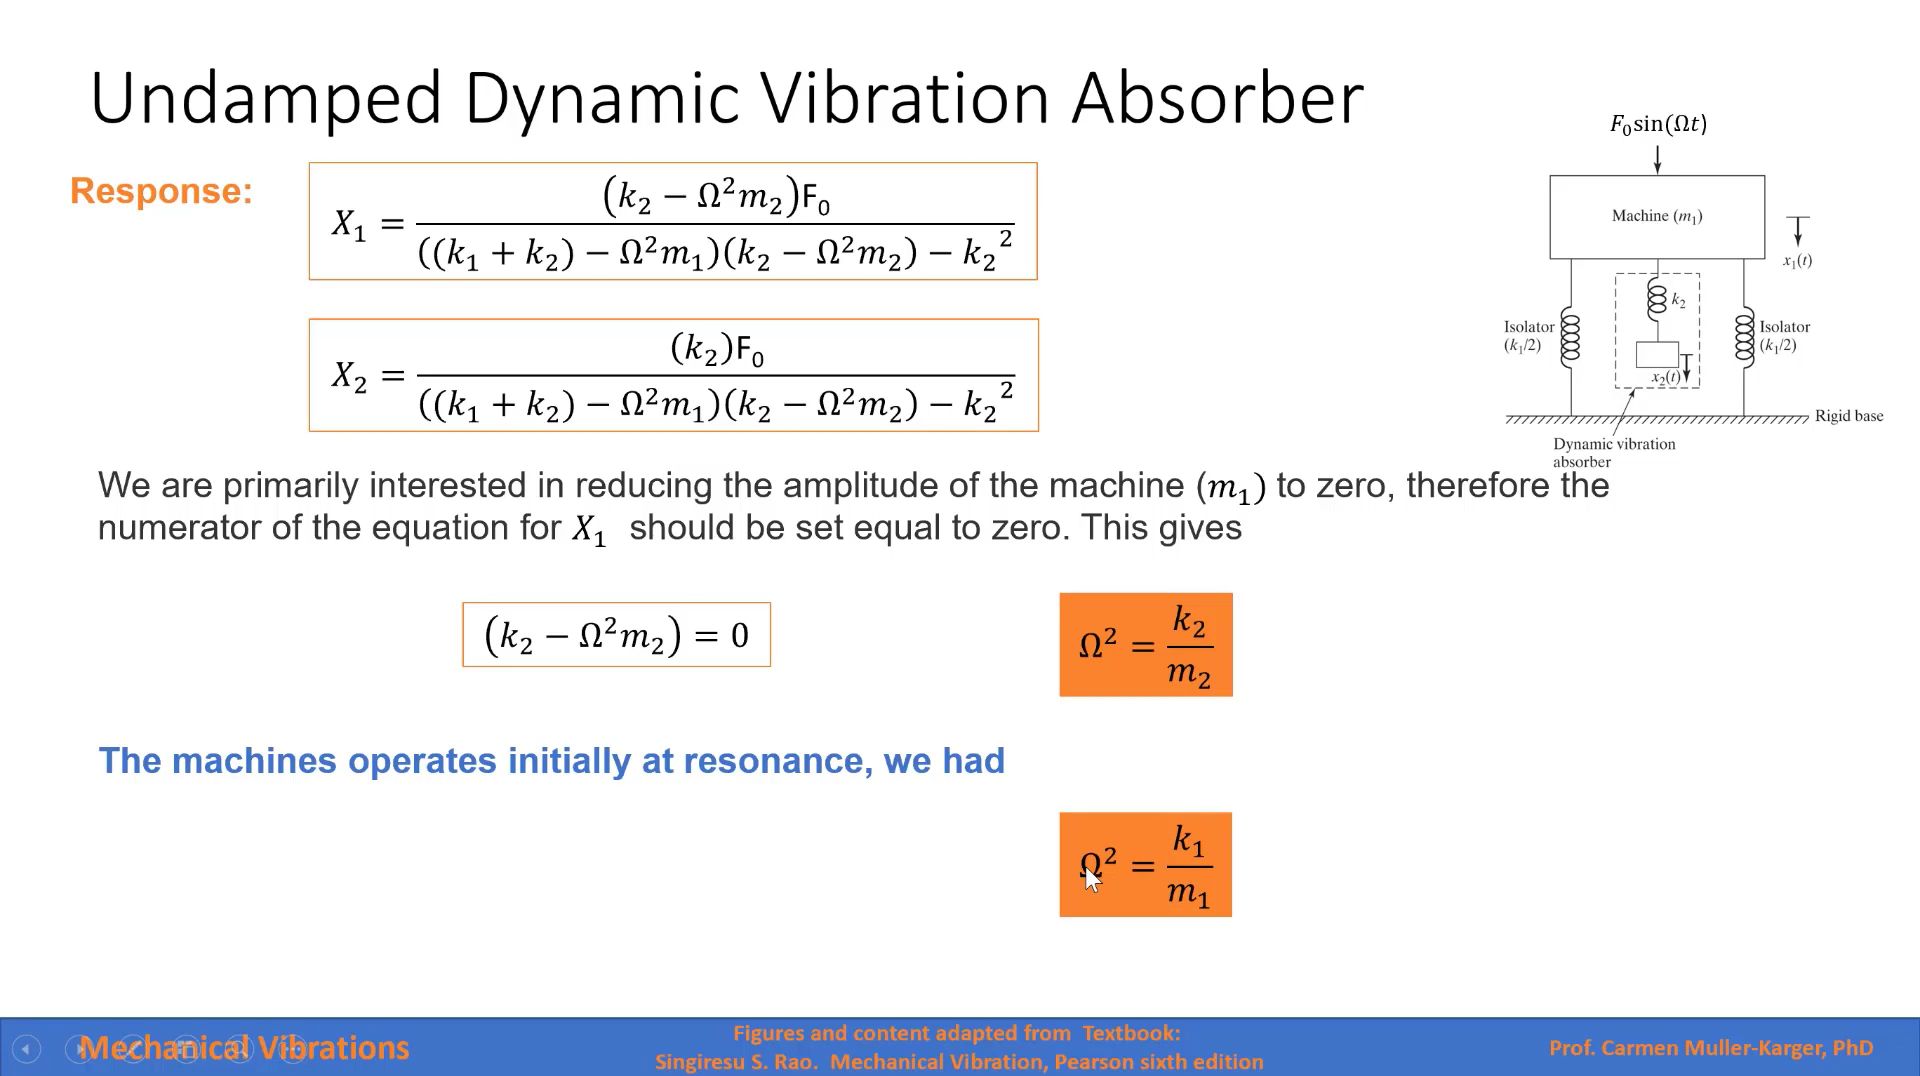 Undamped Dynamic Vibration Absorber
F₀sin(Ωt)
Response:
X₁ = (k₂ − Ω²m₂)F₀ / ((k₁ + k₂) − Ω²m₁)(k₂ − Ω²m₂) − k₂²
X₂ = (k₂)F₀ / ((k₁ + k₂) − Ω²m₁)(k₂ − Ω²m₂) − k₂²
Machine (m₁)
x₁(t)
k₂
Isolator
(k₁/2)
Isolator
(k₁/2)
x₂(t)
Rigid base
Dynamic vibration
absorber
We are primarily interested in reducing the amplitude of the machine (m₁) to zero, therefore the
numerator of the equation for X₁ should be set equal to zero. This gives
(k₂ − Ω²m₂) = 0
Ω² = k₂/m₂
The machines operates initially at resonance, we had
Ω² = k₁/m₁
Mechanical Vibrations
Figures and content adapted from Textbook:
Singiresu S. Rao. Mechanical Vibration, Pearson sixth edition
Prof. Carmen Muller-Karger, PhD